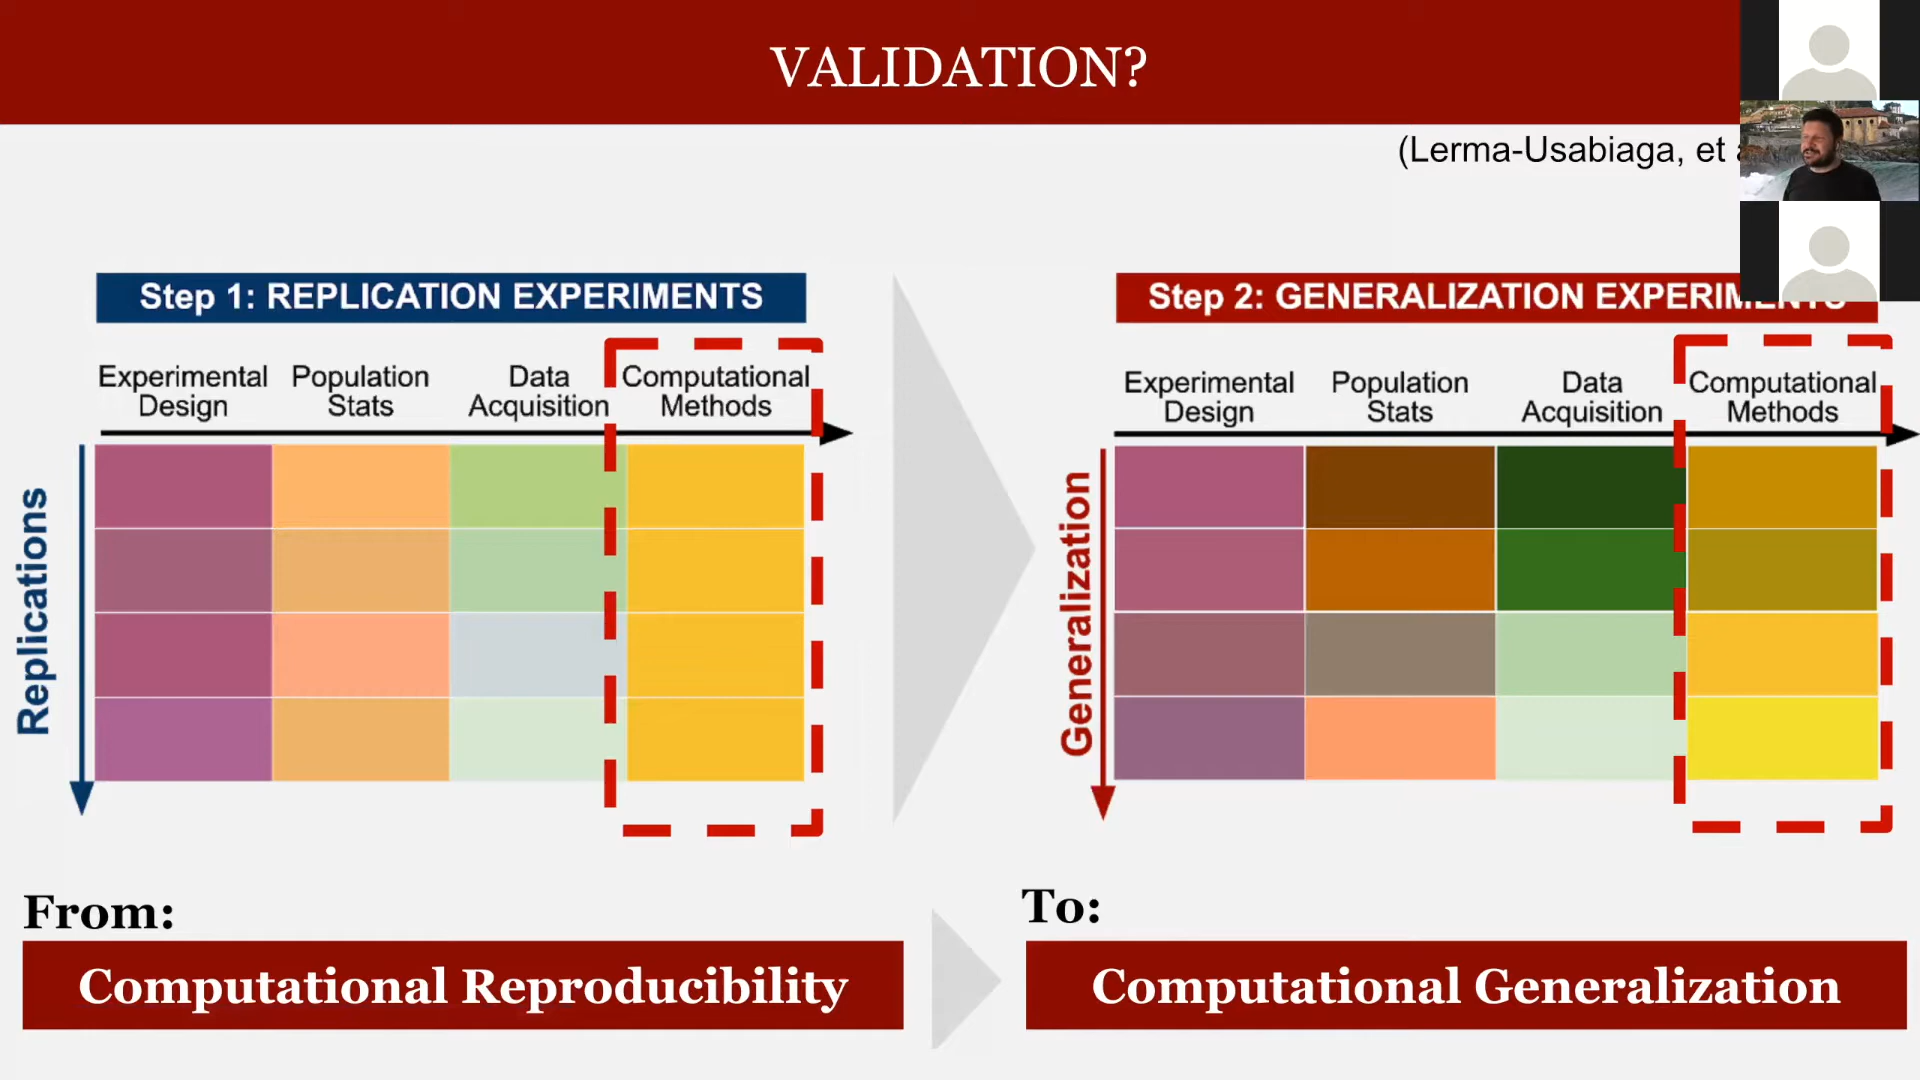 VALIDATION?
(Lerma-Usabiaga, et
Step 1: REPLICATION EXPERIMENTS
Experimental Design
Population Stats
Data Acquisition
Computational Methods
Replications
Step 2: GENERALIZATION EXPERIMENTS
Experimental Design
Population Stats
Data Acquisition
Computational Methods
Generalization
From:
Computational Reproducibility
To:
Computational Generalization